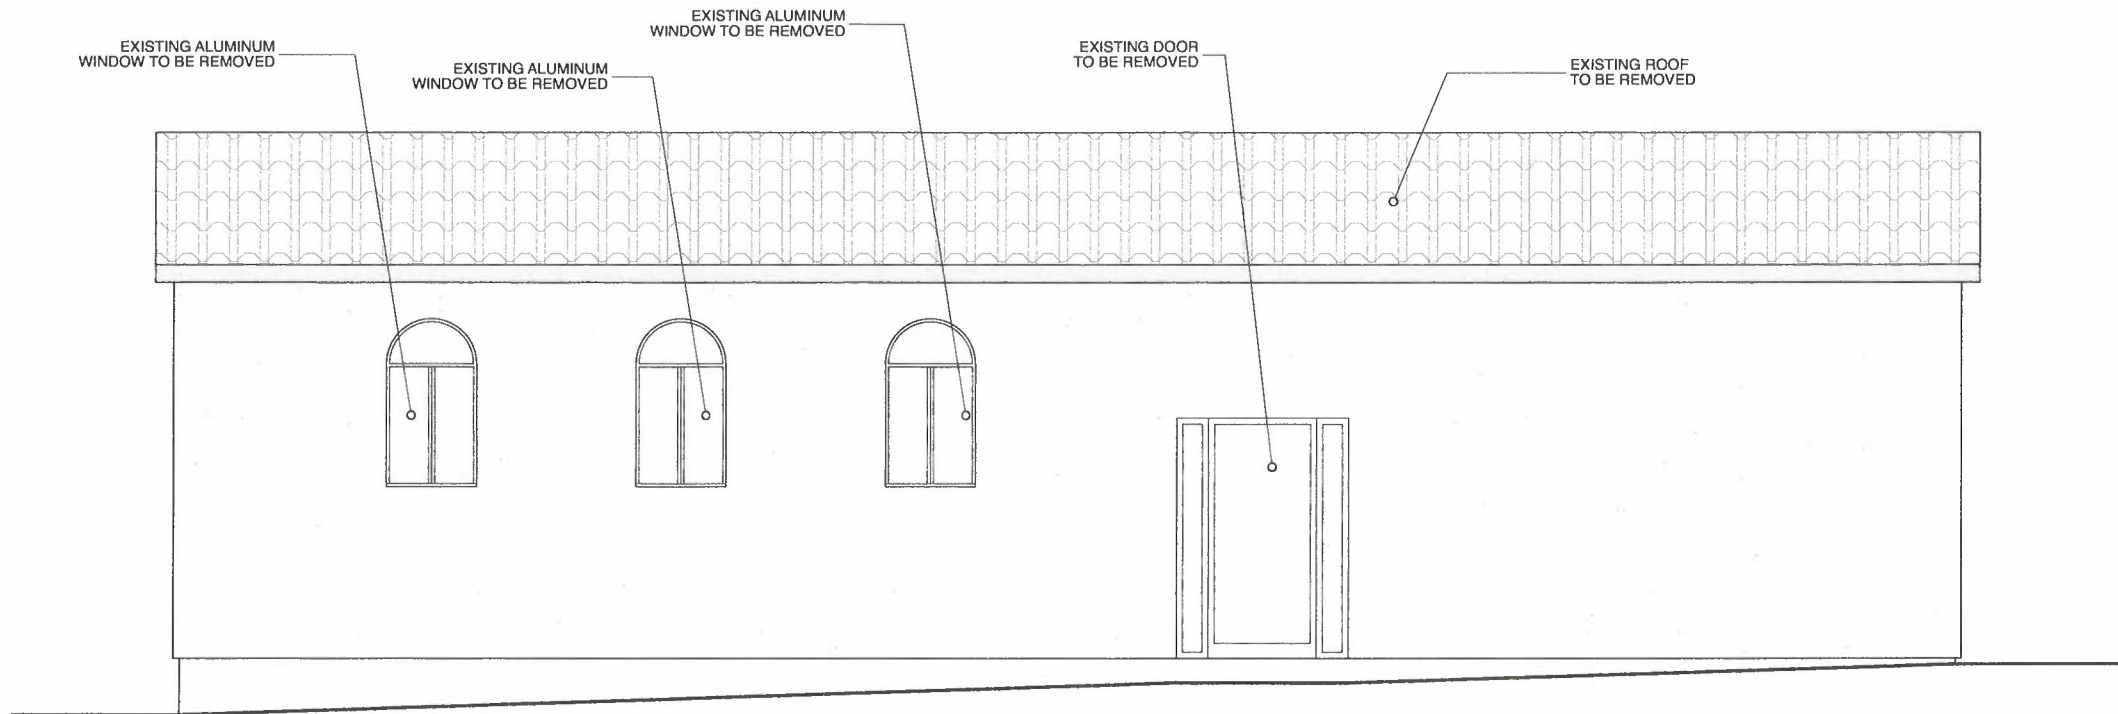 EXISTING ALUMINUM
WINDOW TO BE REMOVED
EXISTING ALUMINUM
WINDOW TO BE REMOVED
EXISTING ALUMINUM
WINDOW TO BE REMOVED
EXISTING DOOR
TO BE REMOVED
EXISTING ROOF
TO BE REMOVED